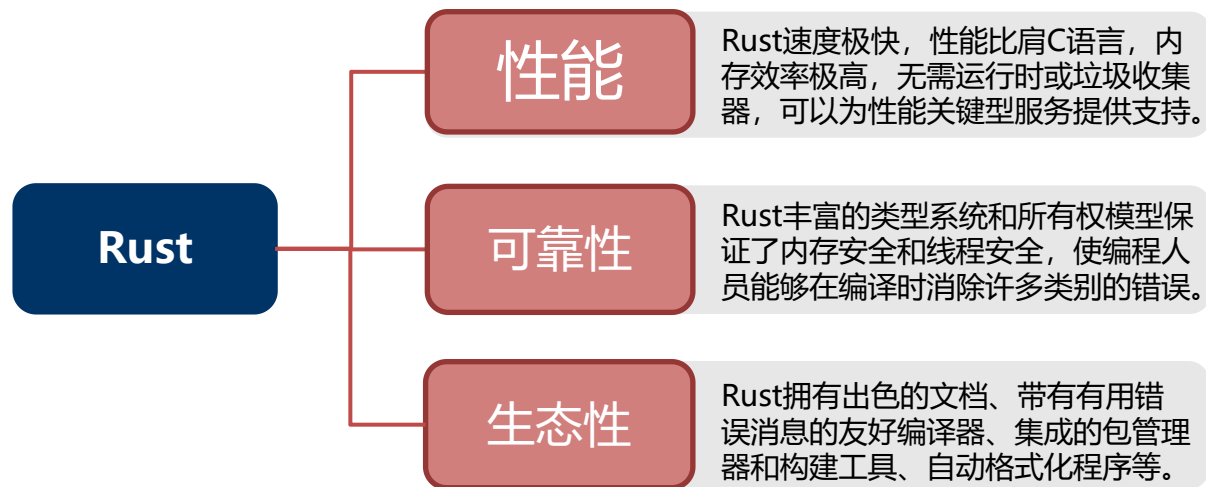 性能
Rust速度极快，性能比肩C语言，内
存效率极高，无需运行时或垃圾收集
器，可以为性能关键型服务提供支持。
Rust
可靠性
Rust丰富的类型系统和所有权模型保
证了内存安全和线程安全，使编程人
员能够在编译时消除许多类别的错误。
生态性
Rust拥有出色的文档、带有有用错
误消息的友好编译器、集成的包管理
器和构建工具、自动格式化程序等。